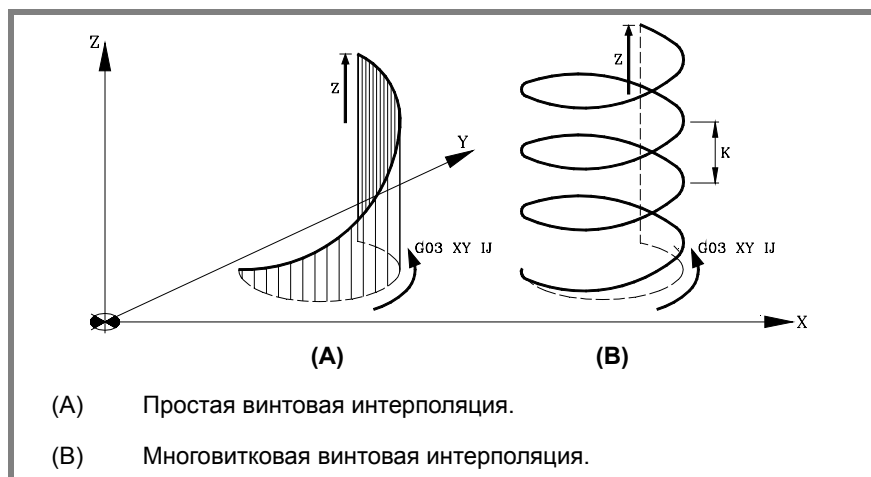 Z
Z
Z
Y
K
G03 XY IJ
G03 XY IJ
X
(A)
(B)
(A) Простая винтовая интерполяция.
(B) Многовитковая винтовая интерполяция.